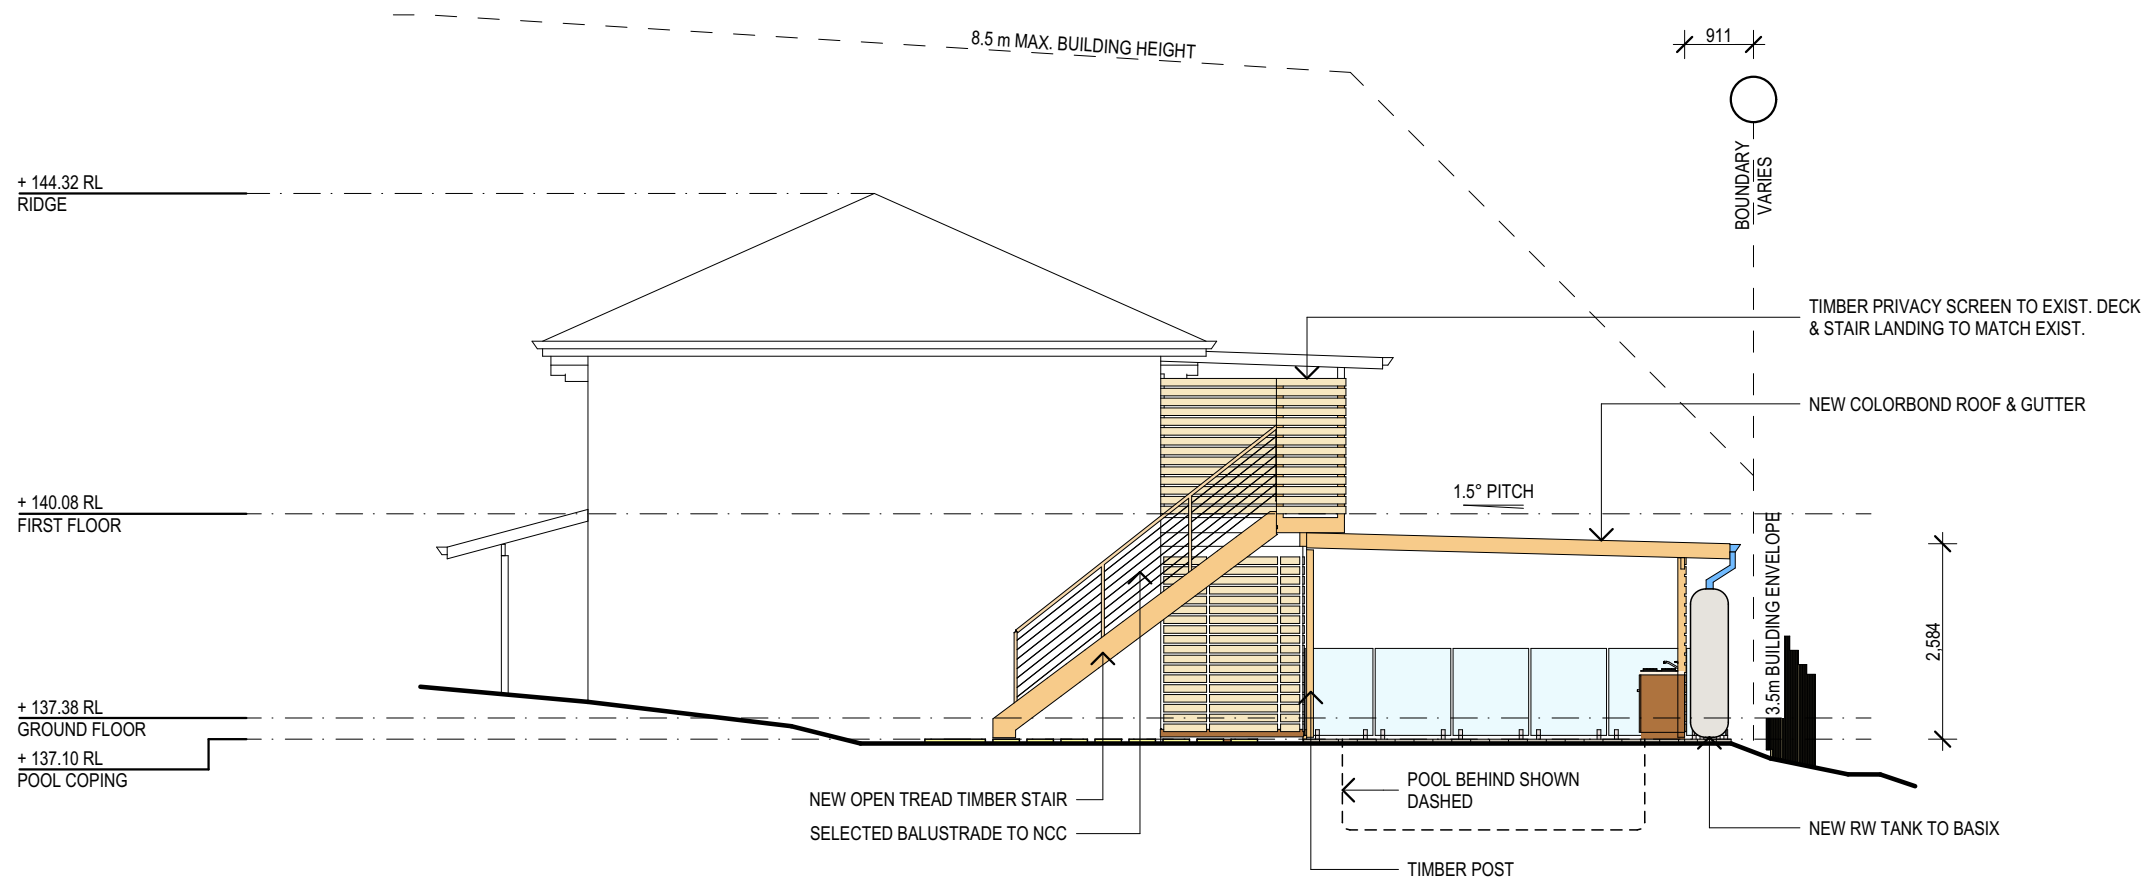 8.5 m MAX. BUILDING HEIGHT
911
BOUNDARY
VARIES
+ 144.32 RL
RIDGE
TIMBER PRIVACY SCREEN TO EXIST. DECK
& STAIR LANDING TO MATCH EXIST.
NEW COLORBOND ROOF & GUTTER
1.5° PITCH
+ 140.08 RL
FIRST FLOOR
3.5m BUILDING ENVELOPE
2,584
+ 137.38 RL
GROUND FLOOR
+ 137.10 RL
POOL COPING
POOL BEHIND SHOWN
DASHED
NEW OPEN TREAD TIMBER STAIR
SELECTED BALUSTRADE TO NCC
NEW RW TANK TO BASIX
TIMBER POST